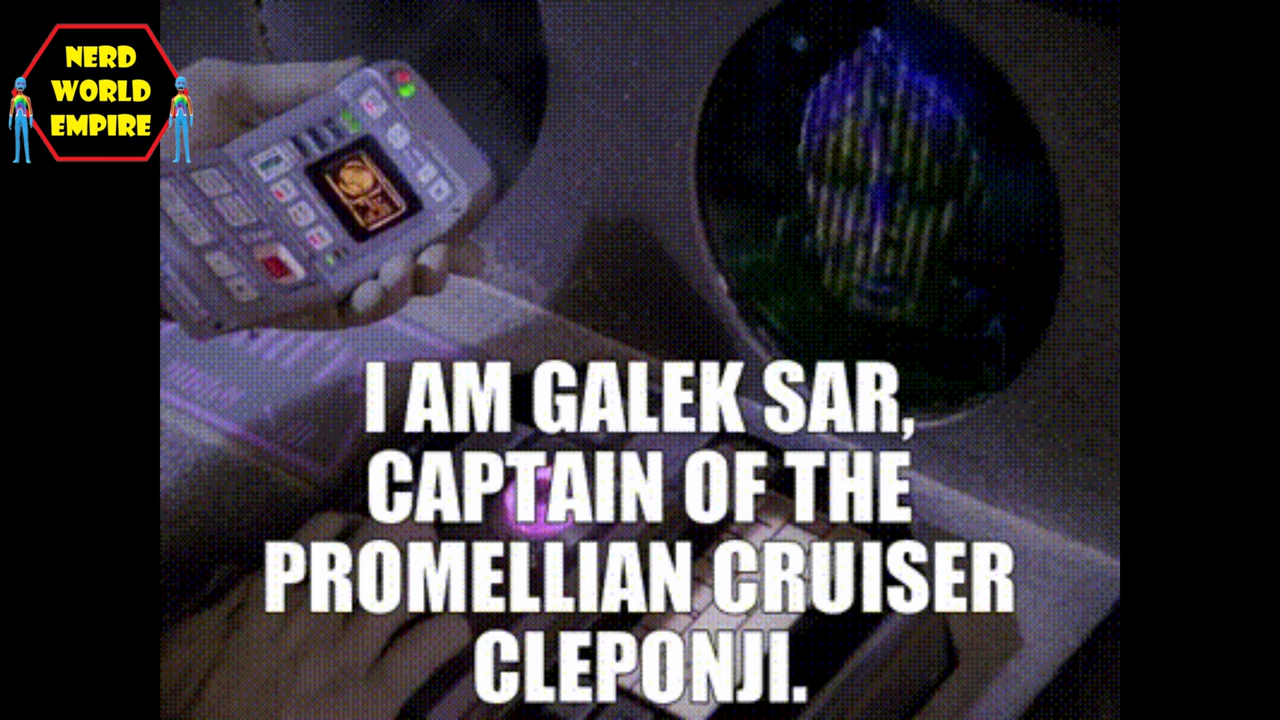 NERD
WORLD
EMPIRE
I AM GALEK SAR,
CAPTAIN OF THE
PROMELLIAN CRUISER
CLEPONJI.